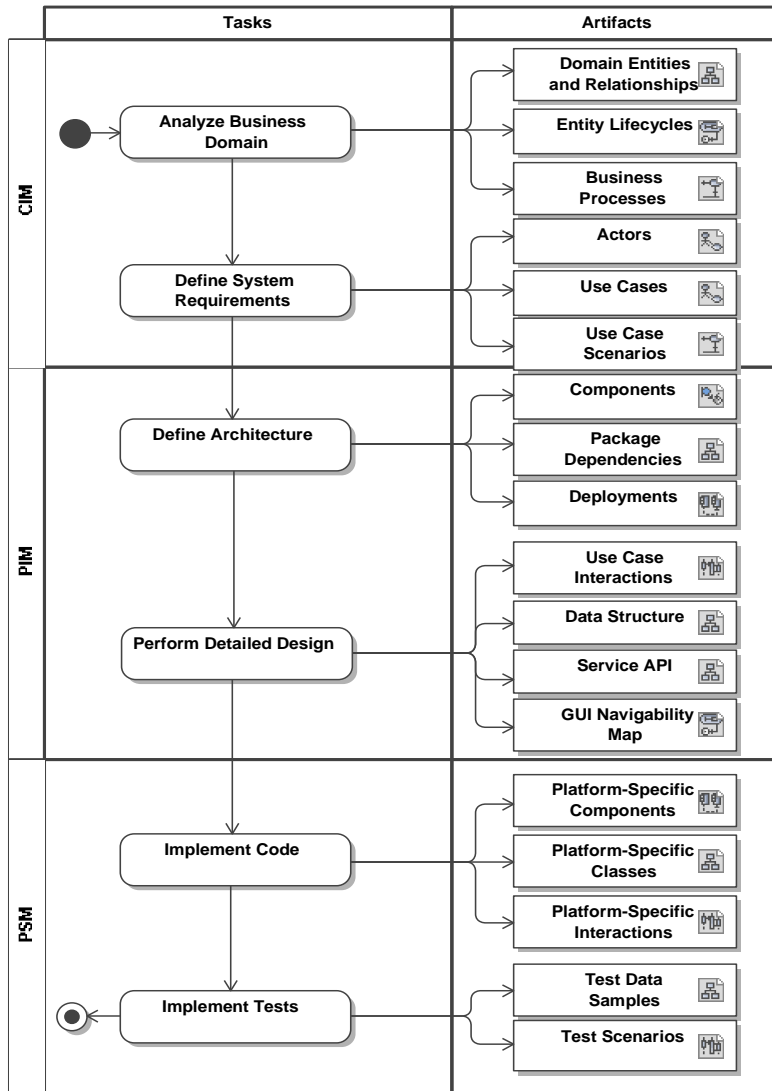 Tasks
Artifacts
CIM
Analyze Business
Domain
Domain Entities
and Relationships
Entity Lifecycles
Business
Processes
Define System
Requirements
Actors
Use Cases
Use Case
Scenarios
PIM
Define Architecture
Components
Package
Dependencies
Deployments
Perform Detailed Design
Use Case
Interactions
Data Structure
Service API
GUI Navigability
Map
PSM
Implement Code
Platform-Specific
Components
Platform-Specific
Classes
Platform-Specific
Interactions
Implement Tests
Test Data
Samples
Test Scenarios